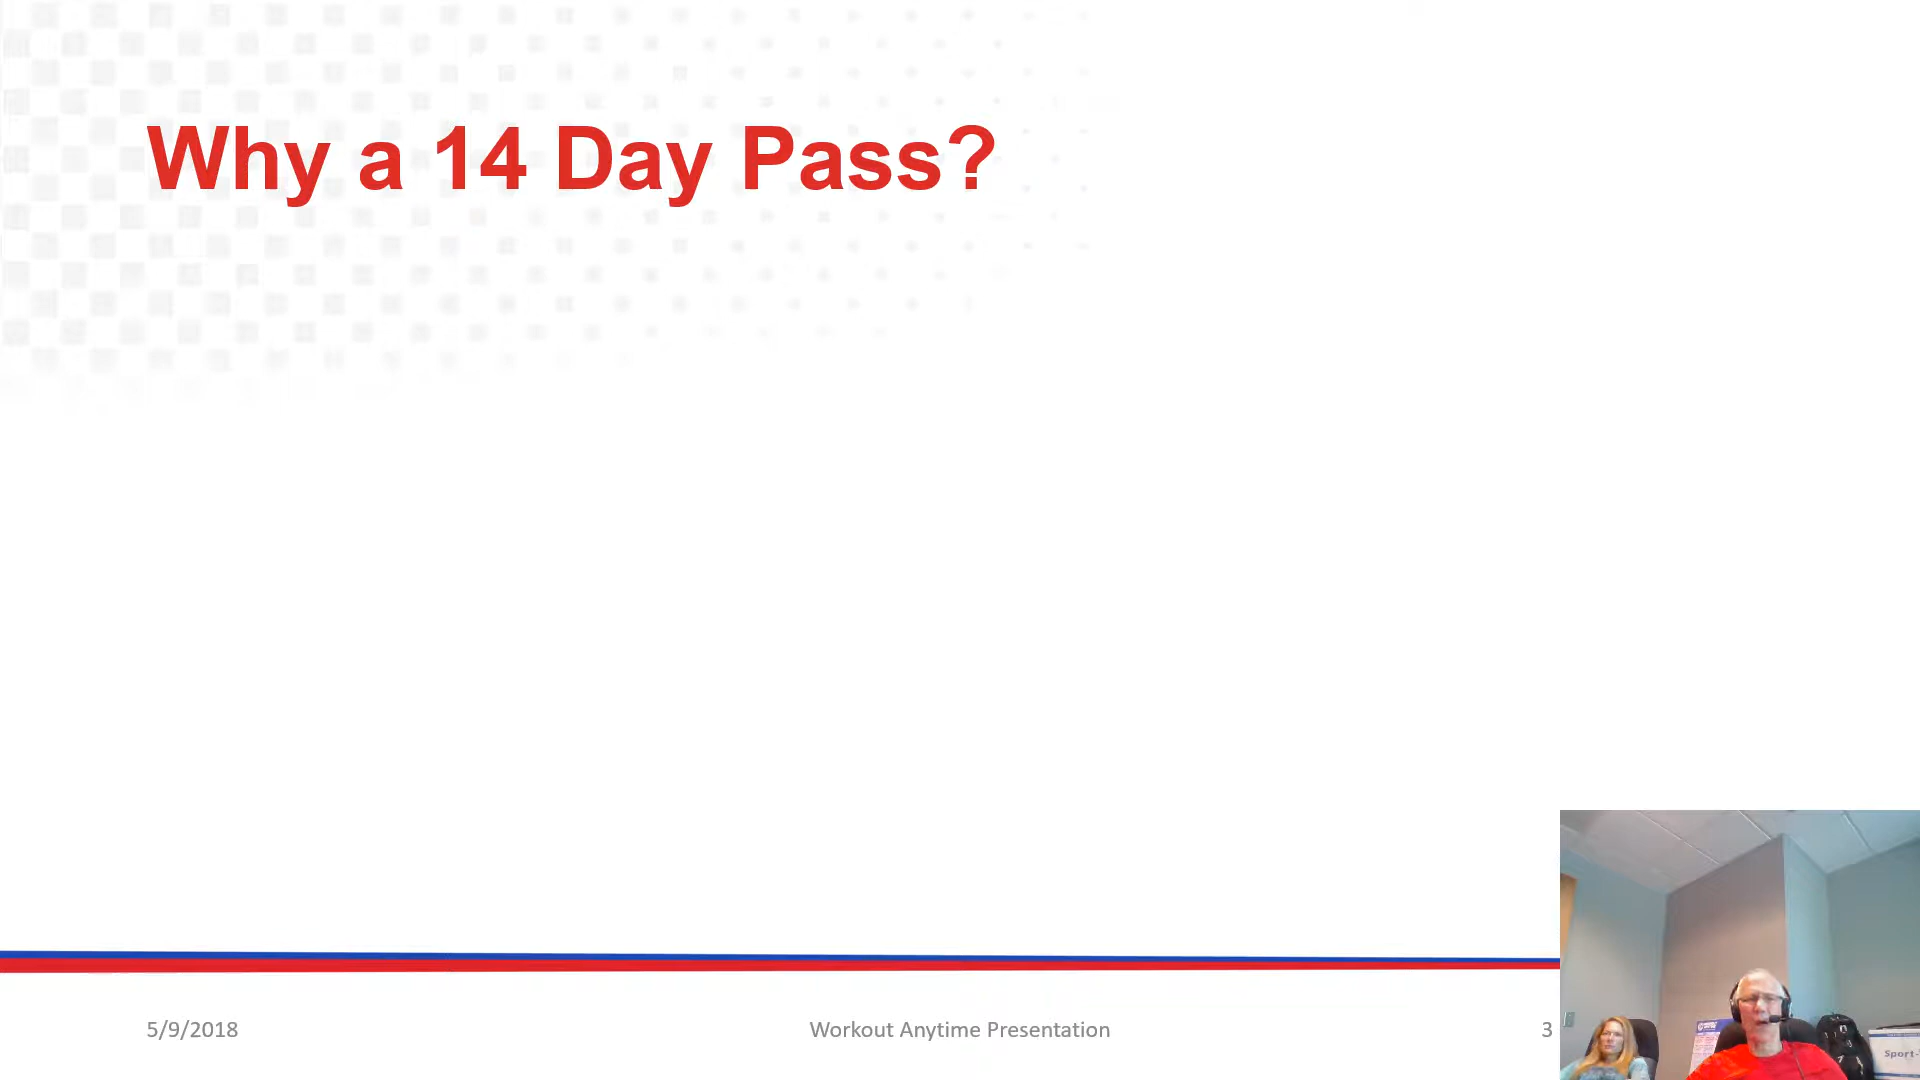 Why a 14 Day Pass?
5/9/2018
Workout Anytime Presentation
3
Sport-